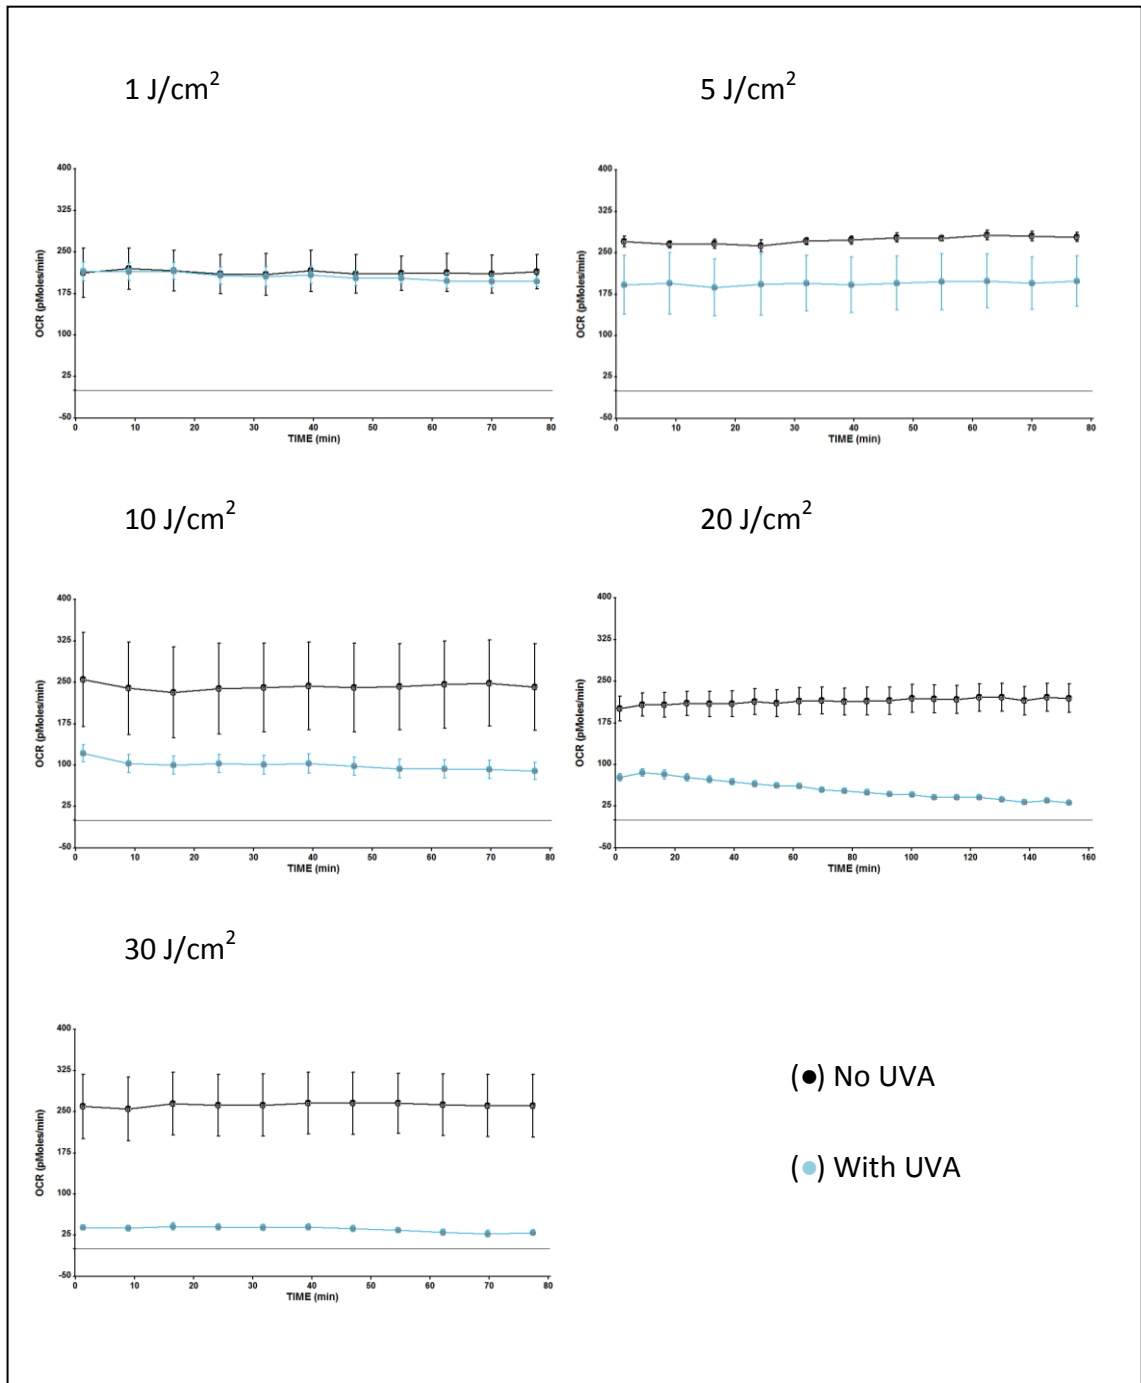 1 J/cm²
5 J/cm²
400
325
250
175
100
25
-50
OCR (pMoles/min)
0 10 20 30 40 50 60 70 80
TIME (min)
400
325
250
175
100
25
-50
OCR (pMoles/min)
0 10 20 30 40 50 60 70 80
TIME (min)
10 J/cm²
20 J/cm²
400
325
250
175
100
25
-50
OCR (pMoles/min)
0 10 20 30 40 50 60 70 80
TIME (min)
400
325
250
175
100
25
-50
OCR (pMoles/min)
0 20 40 60 80 100 120 140 160
TIME (min)
30 J/cm²
400
325
250
175
100
25
-50
OCR (pMoles/min)
0 10 20 30 40 50 60 70 80
TIME (min)
(●) No UVA
(●) With UVA